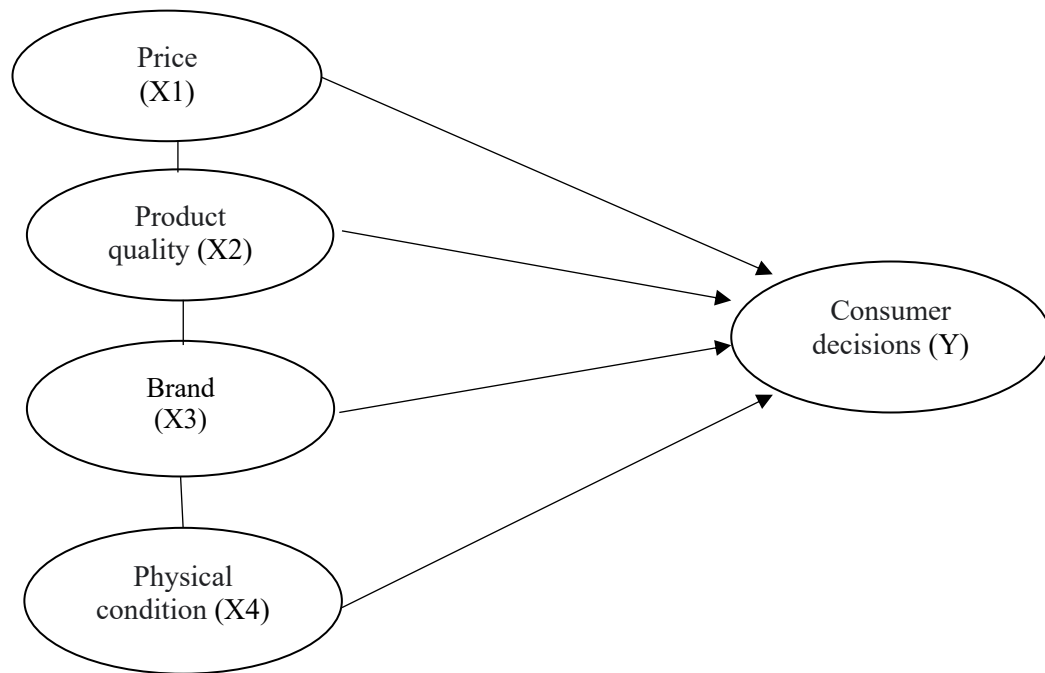 Price
(X1)
Product
quality (X2)
Brand
(X3)
Physical
condition (X4)
Consumer
decisions (Y)